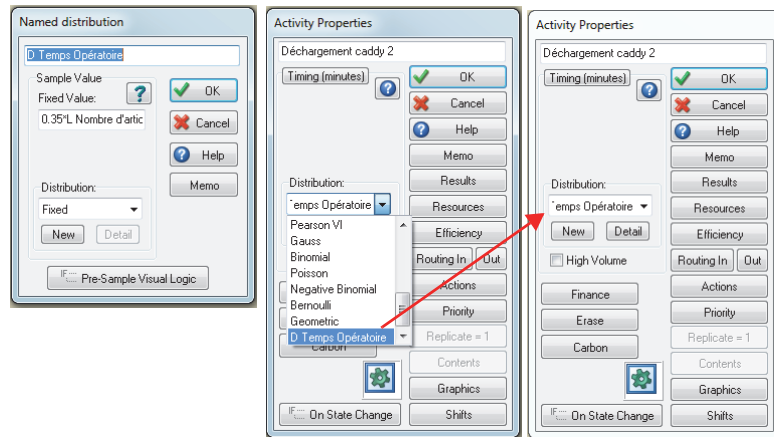 Named distribution
D Temps Opératoire
Sample Value
Fixed Value:
?
OK
0.35*L Nombre d'artic
Cancel
Help
Distribution:
Memo
Fixed
New
Detail
IF
Pre-Sample Visual Logic
Activity Properties
Déchargement caddy 2
Timing (minutes)
?
OK
Cancel
? Help
Memo
Distribution:
Results
emps Opératoire
Resources
Pearson VI
Gauss
Efficiency
Binomial
Routing In
Out
Poisson
Negative Binomial
Actions
Bernoulli
Priority
Geometric
D Temps Opératoire
Replicate = 1
Carbon
Contents
Graphics
IF
On State Change
Shifts
Activity Properties
Déchargement caddy 2
Timing (minutes)
?
OK
Cancel
? Help
Memo
Distribution:
Results
emps Opératoire
Resources
New
Detail
Efficiency
High Volume
Routing In
Out
Finance
Actions
Erase
Priority
Carbon
Replicate = 1
Contents
Graphics
IF
On State Change
Shifts